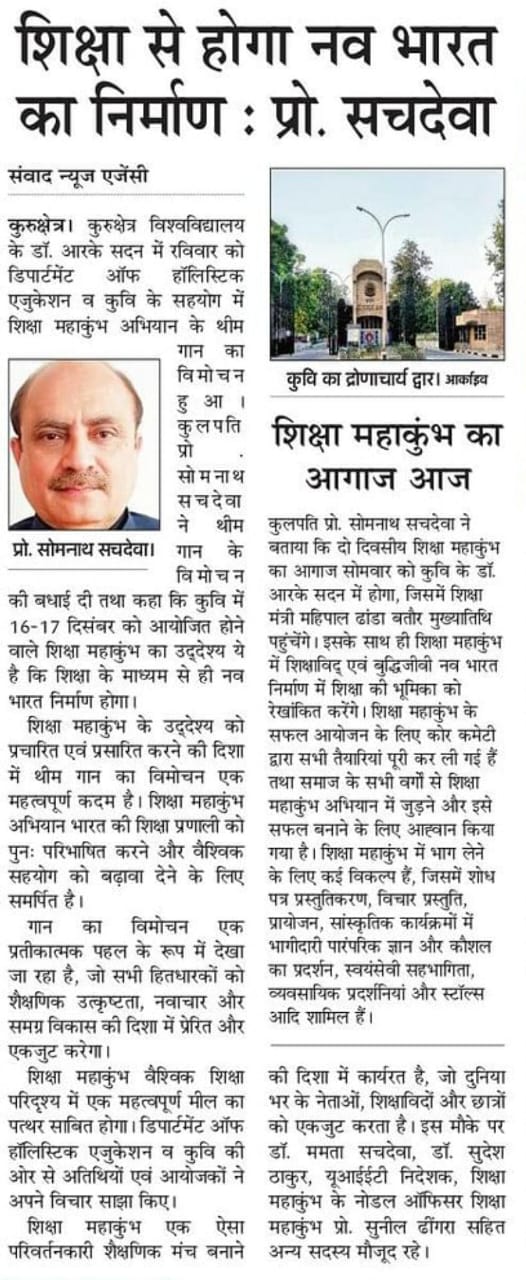 शिक्षा से होगा नव भारत
का निर्माण : प्रो. सचदेवा
संवाद न्यूज एजेंसी
कुरुक्षेत्र। कुरुक्षेत्र विश्वविद्यालय
के डॉ. आरके सदन में रविवार को
डिपार्टमेंट ऑफ हॉलिस्टिक
एजुकेशन व कुवि के सहयोग में
शिक्षा महाकुंभ अभियान के थीम
गान का
विमोचन
हुआ।
कुलपति
प्रो .
सोमनाथ
सचदेवा
ने थीम
गान के
विमोचन
प्रो. सोमनाथ सचदेवा।
की बधाई दी तथा कहा कि कुवि में
16-17 दिसंबर को आयोजित होने
वाले शिक्षा महाकुंभ का उद्देश्य ये
है कि शिक्षा के माध्यम से ही नव
भारत निर्माण होगा।
शिक्षा महाकुंभ के उद्देश्य को
प्रचारित एवं प्रसारित करने की दिशा
में थीम गान का विमोचन एक
महत्वपूर्ण कदम है। शिक्षा महाकुंभ
अभियान भारत की शिक्षा प्रणाली को
पुनः परिभाषित करने और वैश्विक
सहयोग को बढ़ावा देने के लिए
समर्पित है।
गान का विमोचन एक
प्रतीकात्मक पहल के रूप में देखा
जा रहा है, जो सभी हितधारकों को
शैक्षणिक उत्कृष्टता, नवाचार और
समग्र विकास की दिशा में प्रेरित और
एकजुट करेगा।
शिक्षा महाकुंभ वैश्विक शिक्षा
परिदृश्य में एक महत्वपूर्ण मील का
पत्थर साबित होगा। डिपार्टमेंट ऑफ
हॉलिस्टिक एजुकेशन व कुवि की
ओर से अतिथियों एवं आयोजकों ने
अपने विचार साझा किए।
शिक्षा महाकुंभ एक ऐसा
परिवर्तनकारी शैक्षणिक मंच बनाने
कुवि का द्रोणाचार्य द्वार। आर्काइव
शिक्षा महाकुंभ का
आगाज आज
कुलपति प्रो. सोमनाथ सचदेवा ने
बताया कि दो दिवसीय शिक्षा महाकुंभ
का आगाज सोमवार को कुवि के डॉ.
आरके सदन में होगा, जिसमें शिक्षा
मंत्री महिपाल ढांडा बतौर मुख्यातिथि
पहुंचेंगे। इसके साथ ही शिक्षा महाकुंभ
में शिक्षाविद् एवं बुद्धिजीवी नव भारत
निर्माण में शिक्षा की भूमिका को
रेखांकित करेंगे। शिक्षा महाकुंभ के
सफल आयोजन के लिए कोर कमेटी
द्वारा सभी तैयारियां पूरी कर ली गई हैं
तथा समाज के सभी वर्गों से शिक्षा
महाकुंभ अभियान में जुड़ने और इसे
सफल बनाने के लिए आह्वान किया
गया है। शिक्षा महाकुंभ में भाग लेने
के लिए कई विकल्प हैं, जिसमें शोध
पत्र प्रस्तुतिकरण, विचार प्रस्तुति,
प्रायोजन, सांस्कृतिक कार्यक्रमों में
भागीदारी पारंपरिक ज्ञान और कौशल
का प्रदर्शन, स्वयंसेवी सहभागिता,
व्यवसायिक प्रदर्शनियां और स्टॉल्स
आदि शामिल हैं।
की दिशा में कार्यरत है, जो दुनिया
भर के नेताओं, शिक्षाविदों और छात्रों
को एकजुट करता है। इस मौके पर
डॉ. ममता सचदेवा, डॉ. सुदेश
ठाकुर, यूआईईटी निदेशक, शिक्षा
महाकुंभ के नोडल ऑफिसर शिक्षा
महाकुंभ प्रो. सुनील ढींगरा सहित
अन्य सदस्य मौजूद रहे।